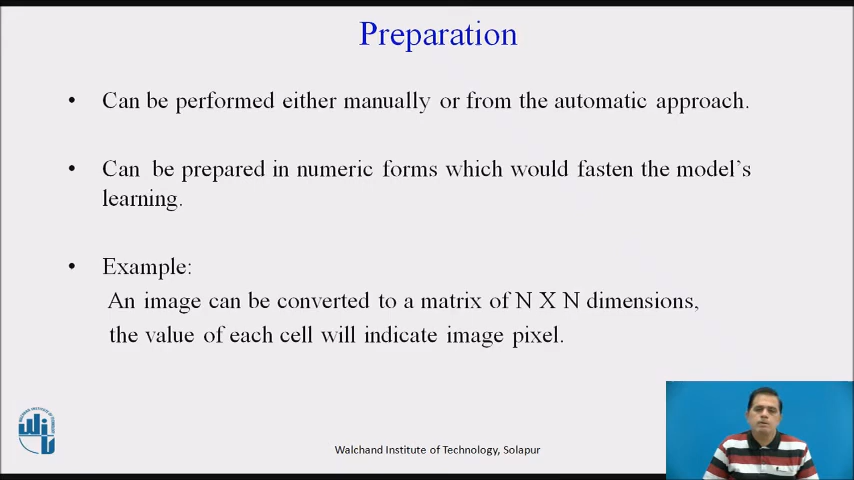 Preparation
• Can be performed either manually or from the automatic approach.
• Can be prepared in numeric forms which would fasten the model's
learning.
• Example:
An image can be converted to a matrix of N X N dimensions,
the value of each cell will indicate image pixel.
Walchand Institute of Technology, Solapur